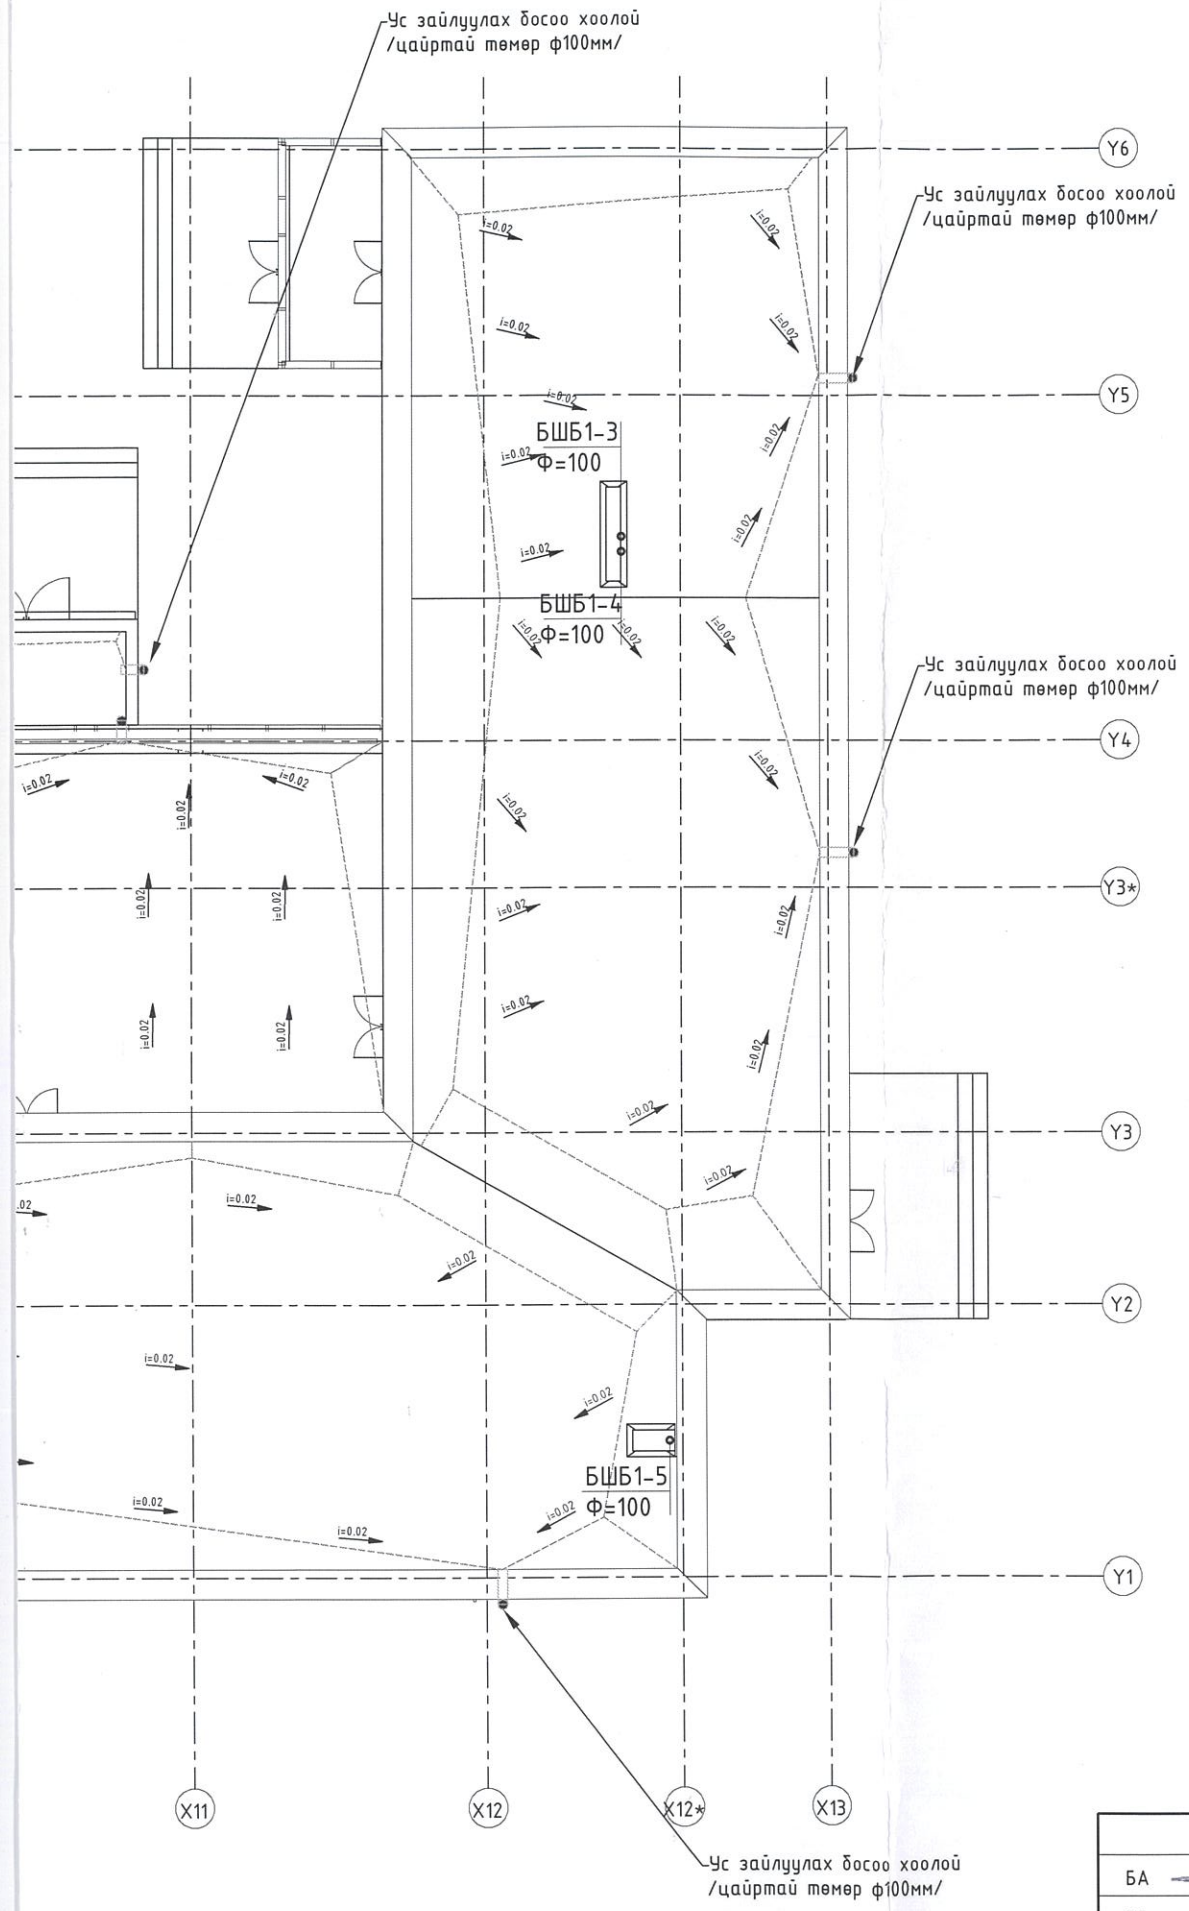 Ус зайлуулах босоо хоолой
/цайртай төмөр ф100мм/
Y6
Ус зайлуулах босоо хоолой
/цайртай төмөр ф100мм/
i=0.02
i=0.02
i=0.02
i=0.02
i=0.02
Y5
БШБ1-3
i=0.02
Ф=100
i=0.02
i=0.02
i=0.02
БШБ1-4
Ф=100
i=0.02
i=0.02
i=0.02
Ус зайлуулах босоо хоолой
/цайртай төмөр ф100мм/
Y4
i=0.02
i=0.02
i=0.02
i=0.02
i=0.02
Y3*
i=0.02
i=0.02
i=0.02
i=0.02
i=0.02
i=0.02
i=0.02
i=0.02
i=0.02
Y3
i=0.02
.02
i=0.02
i=0.02
Y2
i=0.02
i=0.02
БШБ1-5
Ф=100
i=0.02
i=0.02
i=0.02
Y1
X11
X12
X12*
X13
Ус зайлуулах босоо хоолой
/цайртай төмөр ф100мм/
БА